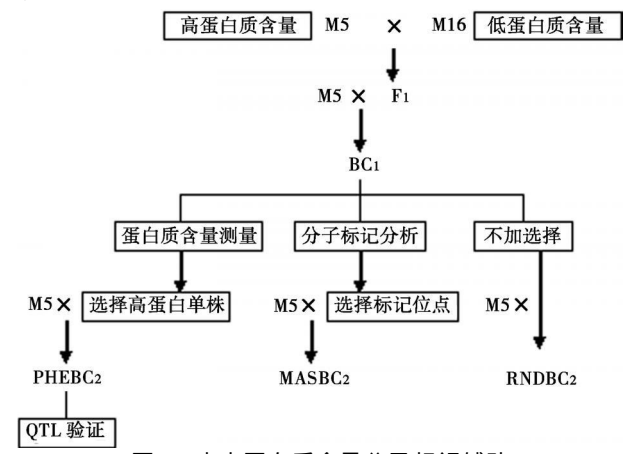 高蛋白质含量 M5 × M16 低蛋白质含量
M5 × F1
BC1
蛋白质含量测量 分子标记分析 不加选择
M5× 选择高蛋白单株 M5× 选择标记位点 M5×
PHEBC2 MASBC2 RNDBC2
QTL 验证